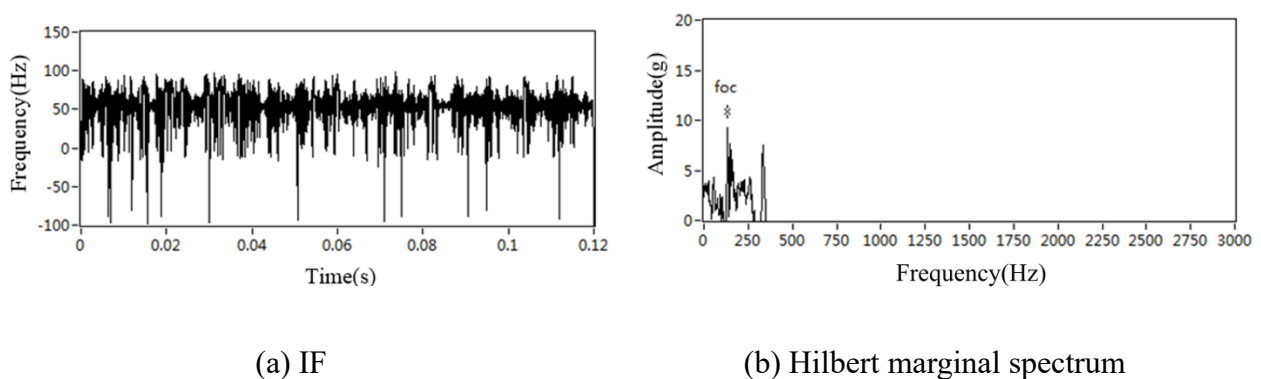 Frequency(Hz)
150
100
50
0
-50
-100
0 0.02 0.04 0.06 0.08 0.1 0.12
Time(s)
(a) IF
Amplitude(g)
20
15
10
5
0
foc
0 250 500 750 1000 1250 1500 1750 2000 2250 2500 2750 3000
Frequency(Hz)
(b) Hilbert marginal spectrum